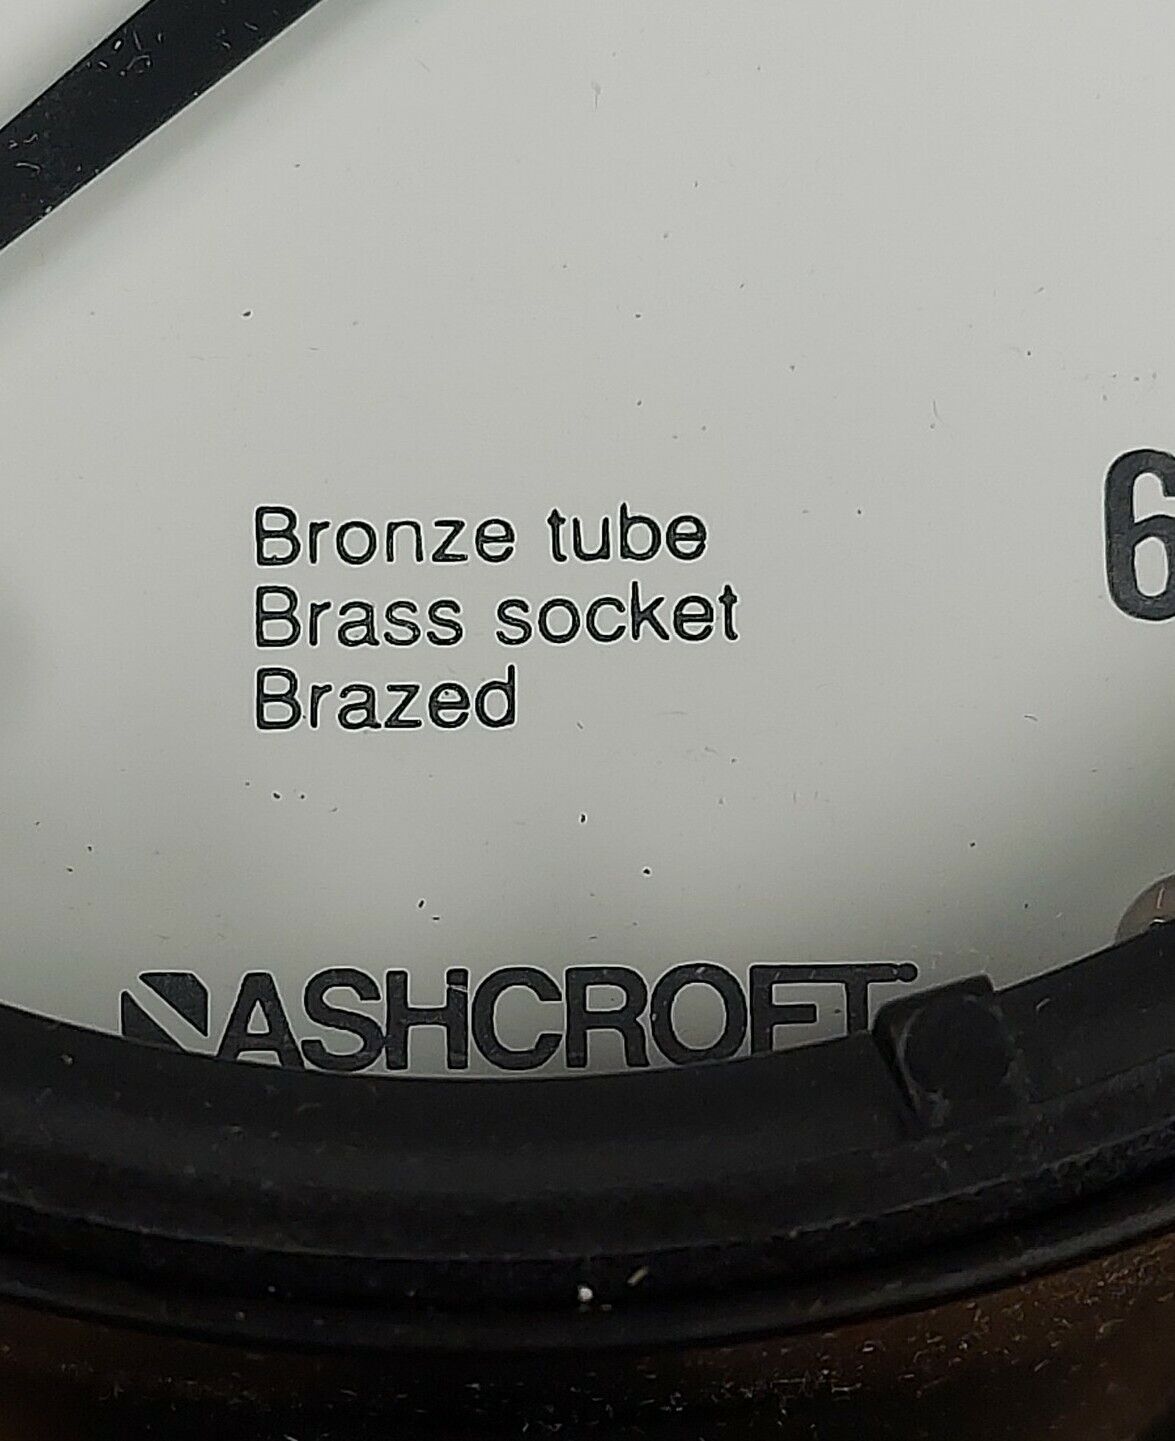 6
Bronze tube
Brass socket
Brazed
ASHCROFT